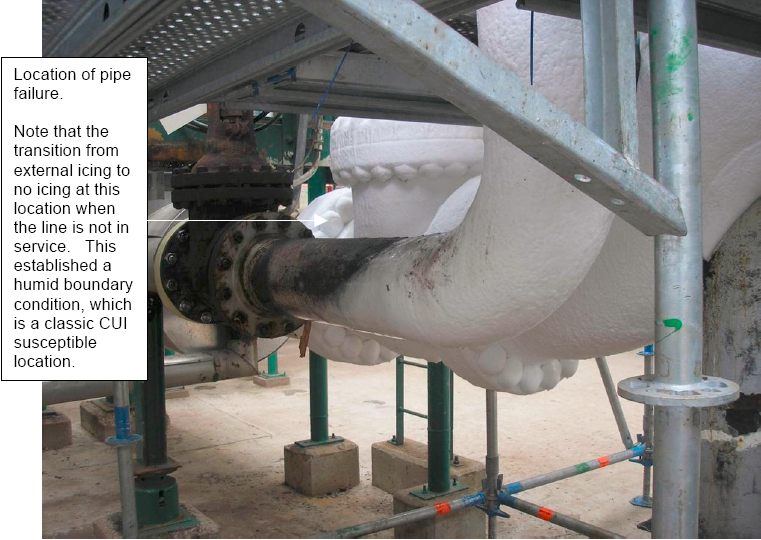 Location of pipe
failure.
Note that the
transition from
external icing to
no icing at this
location when
the line is not in
service.   This
established a
humid boundary
condition, which
is a classic CUI
susceptible
location.